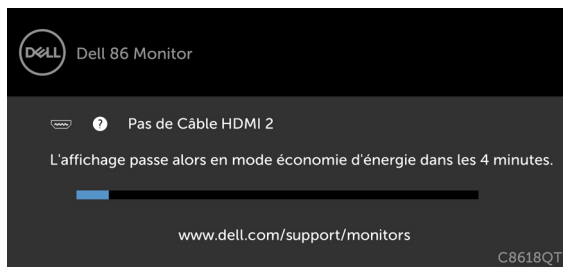 DELL Dell 86 Monitor
? Pas de Câble HDMI 2
L'affichage passe alors en mode économie d'énergie dans les 4 minutes.
www.dell.com/support/monitors
C8618QT